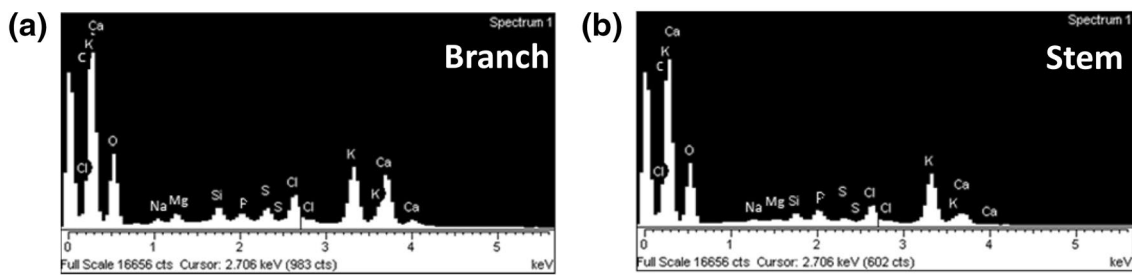 (a)
Spectrum 1
Branch
Ca
K
C
O
Cl
Na Mg Si P S S Cl Cl K K Ca Ca
0 1 2 3 4 5
Full Scale 16656 cts Cursor: 2.706 keV (983 cts) keV
(b)
Spectrum 1
Stem
Ca
K
C
O
Cl
Na Mg Si P S S Cl Cl K K Ca Ca
0 1 2 3 4 5
Full Scale 16656 cts Cursor: 2.706 keV (602 cts) keV